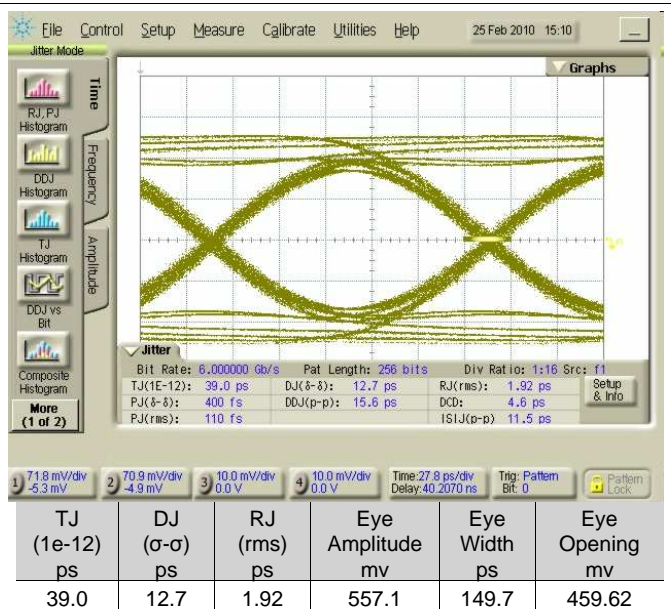 File Control Setup Measure Calibrate Utilities Help 25 Feb 2010 15:10
Jitter Mode
Graphs
RJ, PJ
Histogram
DDJ
Histogram
TJ
Histogram
DDJ vs
Bit
Composite
Histogram
More
(1 of 2)
Time
Frequency
Amplitude
Jitter
Bit Rate: 6.000000 Gb/s Pat Length: 256 bits Div Ratio: 1:16 Src: f1
TJ(1E-12): 39.0 ps DJ(δ-δ): 12.7 ps RJ(rms): 1.92 ps
PJ(δ-δ): 400 fs DDJ(p-p): 15.6 ps DCD: 4.6 ps
PJ(rms): 110 fs ISIJ(p-p) 11.5 ps
Setup
& Info
1) 71.8 mV/div 2) 70.9 mV/div 3) 10.0 mV/div 4) 10.0 mV/div Time:27.8 ps/div Trig: Pattern Pattern
-5.3 mV -4.9 mV 0.0 V 0.0 V Delay:40.2070 ns Bit: 0 Lock
TJ DJ RJ Eye Eye Eye
(1e-12) (σ-σ) (rms) Amplitude Width Opening
ps ps ps mv ps mv
39.0 12.7 1.92 557.1 149.7 459.62